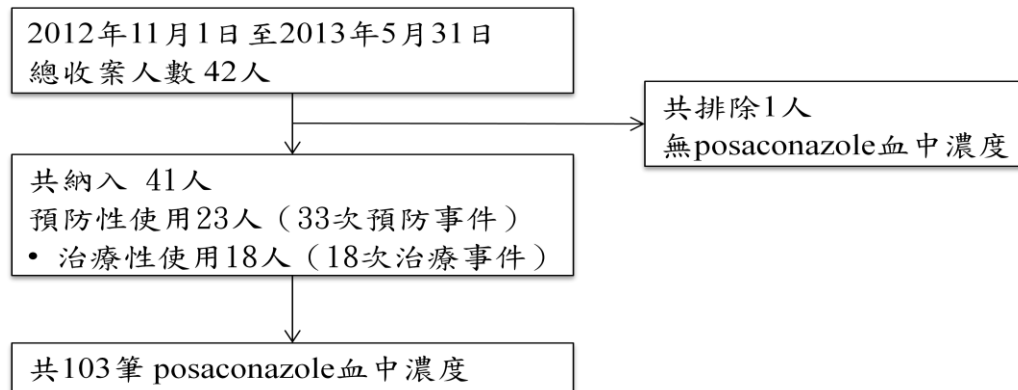 2012年11月1日至2013年5月31日
總收案人數 42人
共排除1人
無posaconazole血中濃度
共納入 41人
預防性使用23人（33次預防事件）
• 治療性使用18人（18次治療事件）
共103筆 posaconazole血中濃度